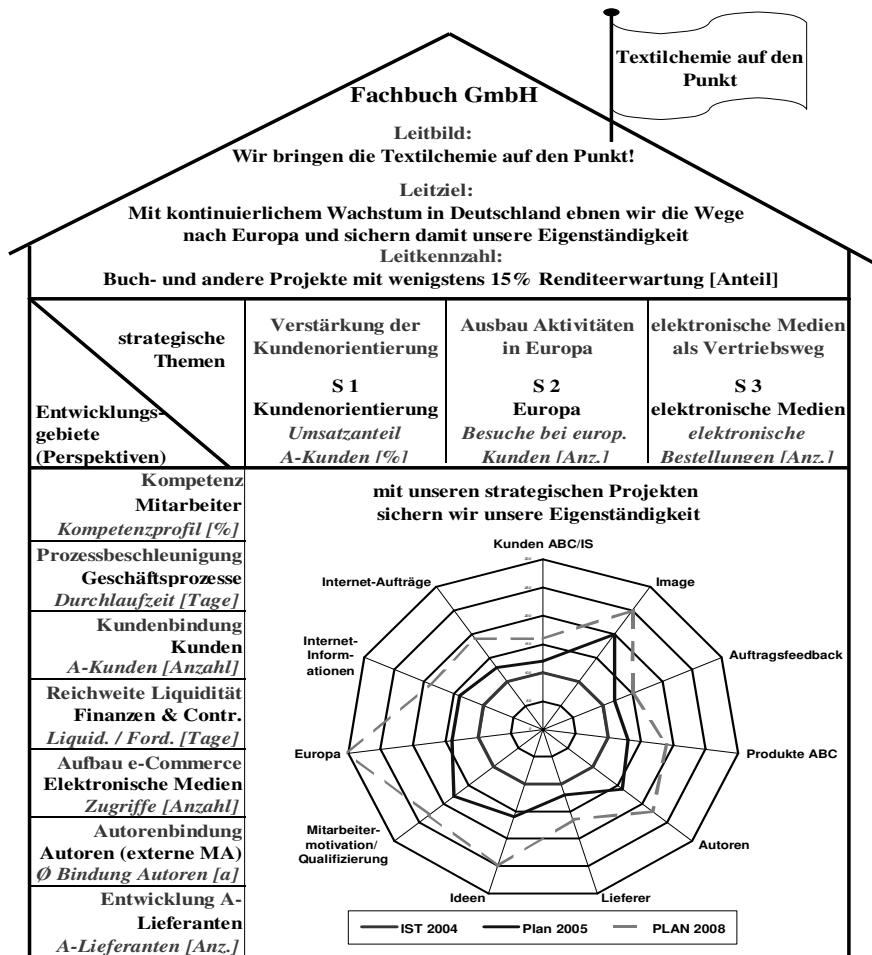 Textilchemie auf den
Punkt
Fachbuch GmbH
Leitbild:
Wir bringen die Textilchemie auf den Punkt!
Leitziel:
Mit kontinuierlichem Wachstum in Deutschland ebnen wir die Wege
nach Europa und sichern damit unsere Eigenständigkeit
Leitkennzahl:
Buch- und andere Projekte mit wenigstens 15% Renditeerwartung [Anteil]
strategische
Themen
Entwicklungs-
gebiete
(Perspektiven)
Verstärkung der
Kundenorientierung
S 1
Kundenorientierung
Umsatzanteil
A-Kunden [%]
Ausbau Aktivitäten
in Europa
S 2
Europa
Besuche bei europ.
Kunden [Anz.]
elektronische Medien
als Vertriebsweg
S 3
elektronische Medien
elektronische
Bestellungen [Anz.]
Kompetenz
Mitarbeiter
Kompetenzprofil [%]
Prozessbeschleunigung
Geschäftsprozesse
Durchlaufzeit [Tage]
Kundenbindung
Kunden
A-Kunden [Anzahl]
Reichweite Liquidität
Finanzen & Contr.
Liquid. / Ford. [Tage]
Aufbau e-Commerce
Elektronische Medien
Zugriffe [Anzahl]
Autorenbindung
Autoren (externe MA)
Ø Bindung Autoren [a]
Entwicklung A-
Lieferanten
A-Lieferanten [Anz.]
mit unseren strategischen Projekten
sichern wir unsere Eigenständigkeit
Kunden ABC/IS
Image
Auftragsfeedback
Produkte ABC
Autoren
Lieferer
Ideen
Mitarbeiter-
motivation/
Qualifizierung
Europa
Internet-
Inform-
ationen
Internet-Aufträge
IST 2004
Plan 2005
PLAN 2008